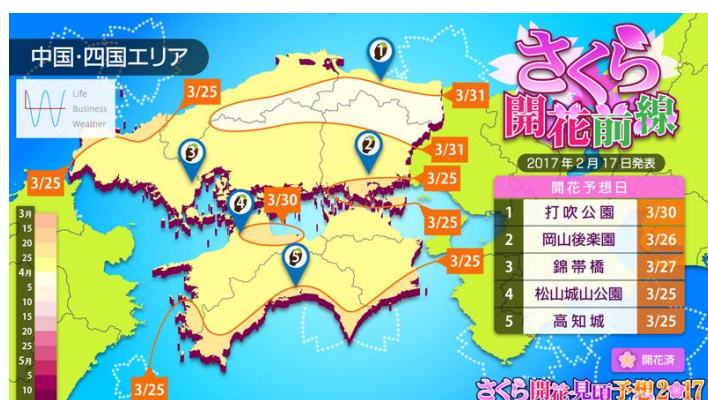 中国・四国エリア
Life
Business
Weather
3/25
3/31
1
さくら
開花前線
2017年2月17日発表
開花予想日
1 打吹公園 3/30
2 岡山後楽園 3/26
3 錦帯橋 3/27
4 松山城山公園 3/25
5 高知城 3/25
開花済
3/31
2
3
3/25
3/25
4
3/30
3/25
5
3/25
3/25
3月
15
20
25
4月
5
10
15
20
25
5月
5
10
さくら開花見頃予想2017